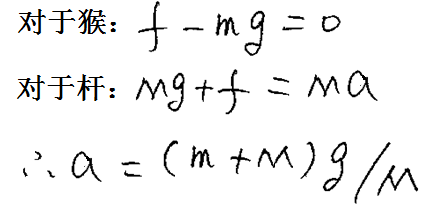 对于猴：f - mg = 0
对于杆：Mg + f = Ma
∴ a = (m + M) g / M